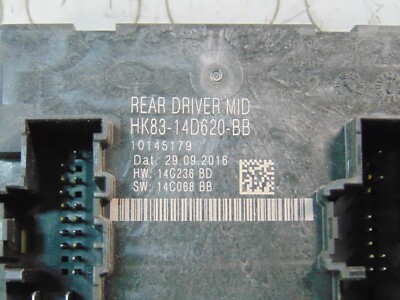 REAR DRIVER MID
HK83-14D620-BB
10145179
Dat: 29.09.2016
HW: 14C236 BD
SW: 14C068 BB